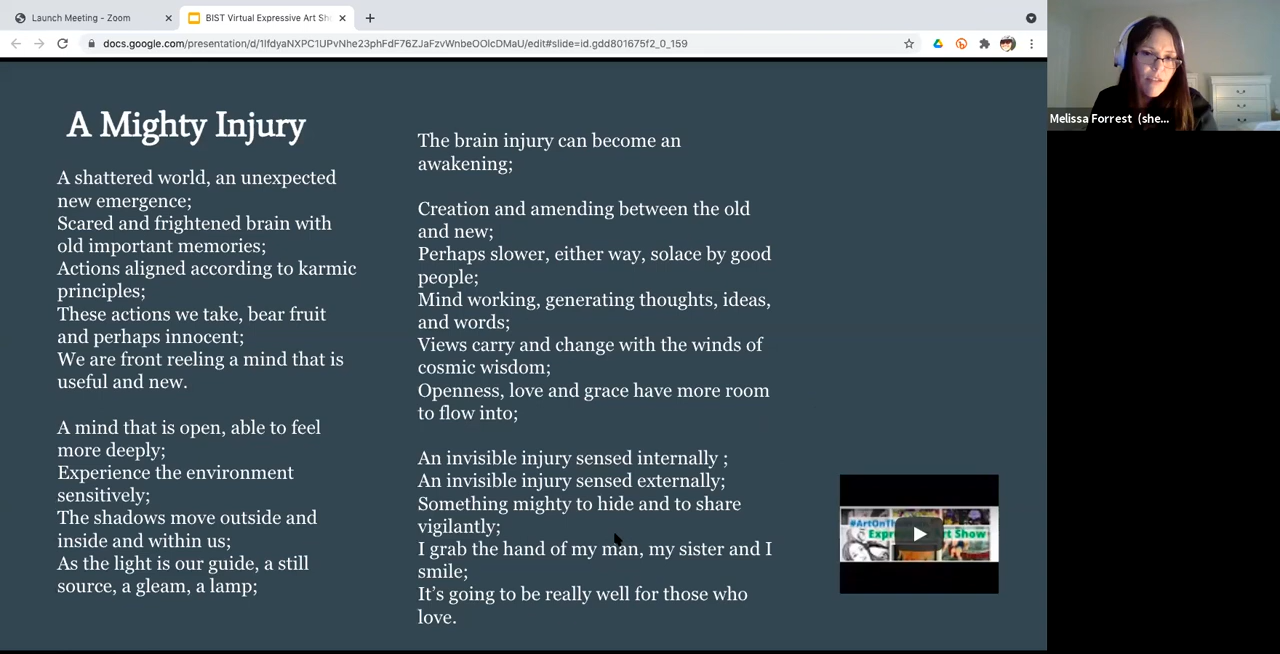 Launch Meeting - Zoom
BIST Virtual Expressive Art Sh
docs.google.com/presentation/d/1IfdyaNXPC1UPvNhe23phFdF76ZJaFzvWnbeOOlcDMaU/edit#slide=id.gdd801675f2_0_159
A Mighty Injury
A shattered world, an unexpected
new emergence;
Scared and frightened brain with
old important memories;
Actions aligned according to karmic
principles;
These actions we take, bear fruit
and perhaps innocent;
We are front reeling a mind that is
useful and new.
A mind that is open, able to feel
more deeply;
Experience the environment
sensitively;
The shadows move outside and
inside and within us;
As the light is our guide, a still
source, a gleam, a lamp;
The brain injury can become an
awakening;
Creation and amending between the old
and new;
Perhaps slower, either way, solace by good
people;
Mind working, generating thoughts, ideas,
and words;
Views carry and change with the winds of
cosmic wisdom;
Openness, love and grace have more room
to flow into;
An invisible injury sensed internally ;
An invisible injury sensed externally;
Something mighty to hide and to share
vigilantly;
I grab the hand of my man, my sister and I
smile;
It's going to be really well for those who
love.
#ArtOnTh
Expr Art Show
Melissa Forrest (she...